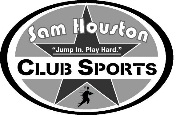 Sam Houston
"Jump In. Play Hard."
CLUB SPORTS